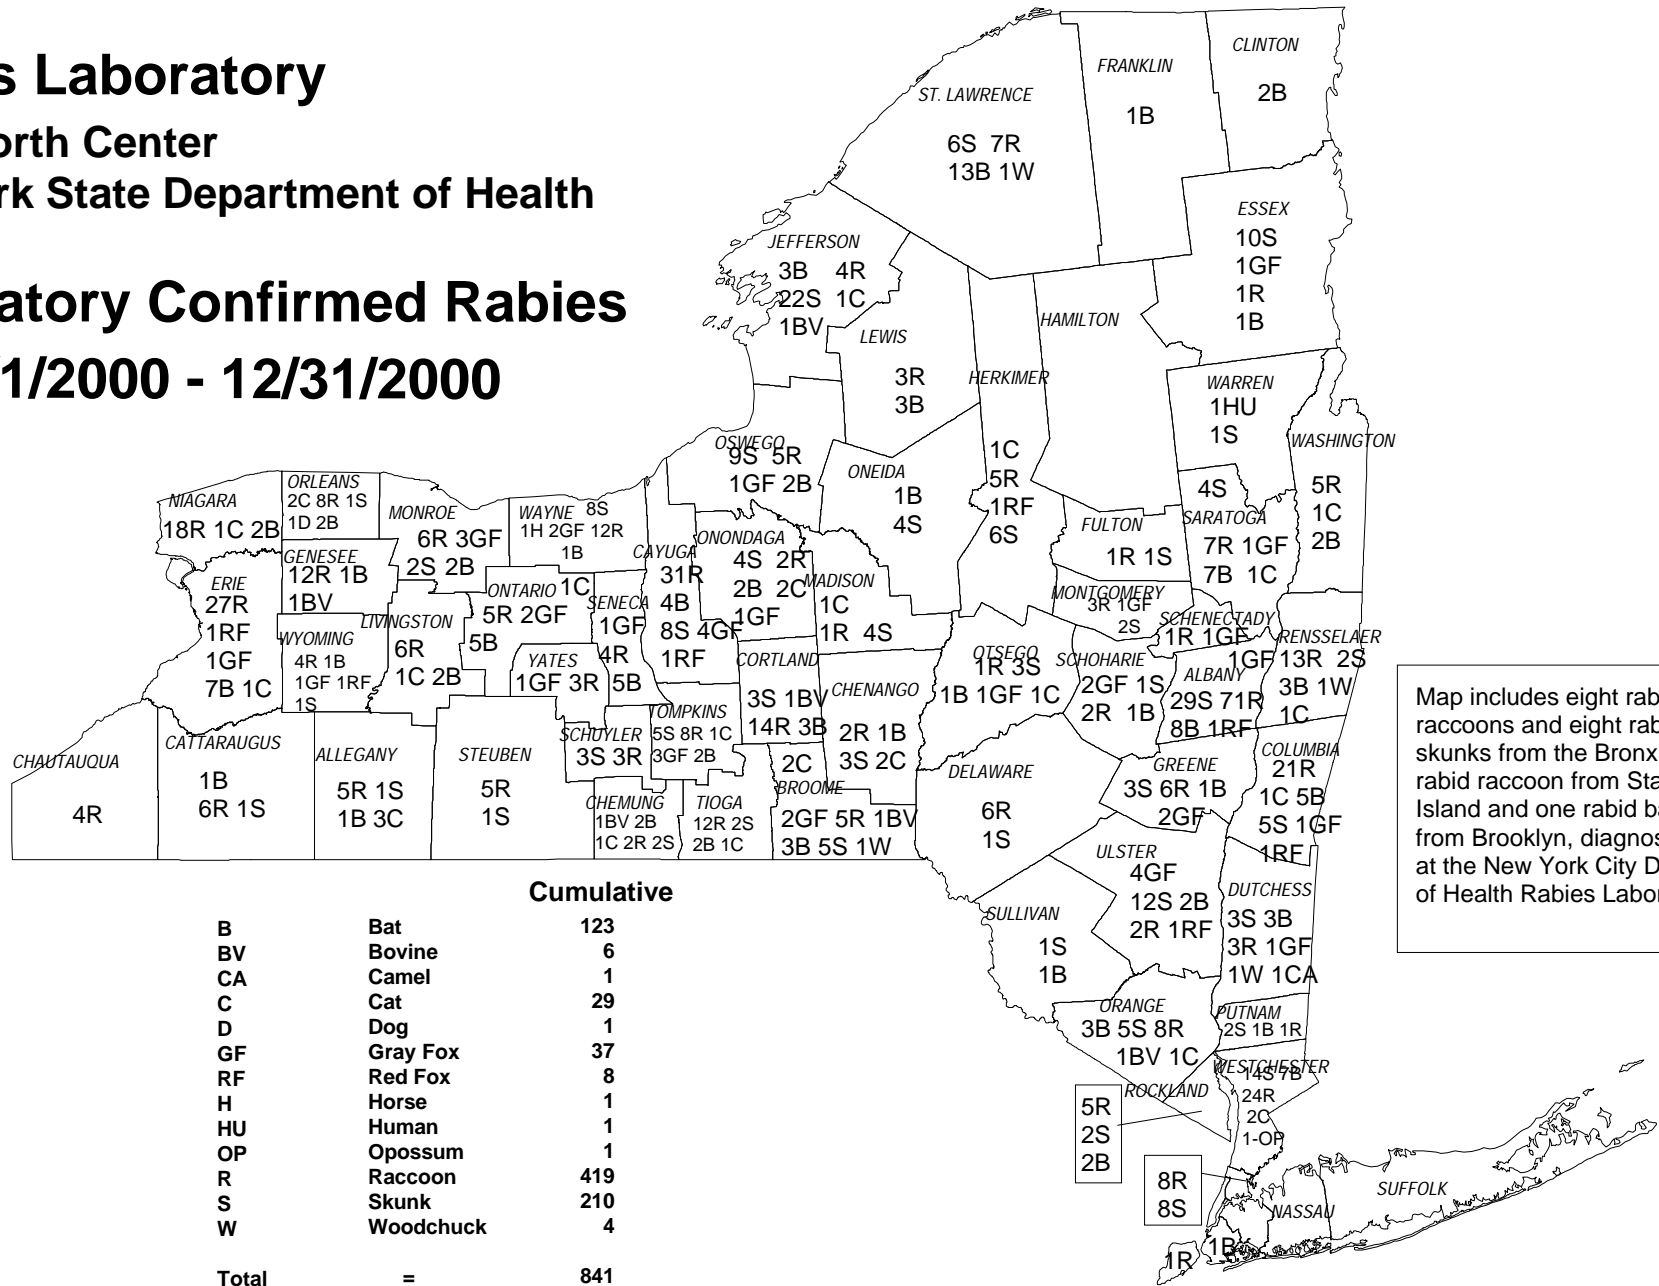 s Laboratory
orth Center
rk State Department of Health
atory Confirmed Rabies
/1/2000 - 12/31/2000
CLINTON
2B
FRANKLIN
1B
ST. LAWRENCE
6S 7R
13B 1W
ESSEX
10S
1GF
1R
1B
JEFFERSON
3B 4R
22S 1C
1BV
LEWIS
3R
3B
HERKIMER
1C
5R
1RF
6S
HAMILTON
WARREN
1HU
1S
WASHINGTON
5R
1C
2B
OSWEGO
9S 5R
1GF 2B
ONEIDA
1B
4S
FULTON
1R 1S
4S
SARATOGA
7R 1GF
7B 1C
NIAGARA
18R 1C 2B
ORLEANS
2C 8R 1S
1D 2B
MONROE
6R 3GF
2S 2B
WAYNE 8S
1H 2GF 12R
1B
CAYUGA
31R
4B
8S 4GF
1RF
ONONDAGA
4S 2R
2B 2C
1GF
MADISON
1C
1R 4S
MONTGOMERY
3R 1GF
2S
SCHENECTADY
1R 1GF
ERIE
27R
1RF
1GF
7B 1C
GENESEE
12R 1B
1BV
WYOMING
4R 1B
1GF 1RF
1S
LIVINGSTON
6R
1C 2B
ONTARIO 1C
5R 2GF
5B
SENECA
1GF
4R
5B
YATES
1GF 3R
CORTLAND
3S 1BV
14R 3B
CHENANGO
2R 1B
3S 2C
OTSEGO
1R 3S
1B 1GF 1C
SCHOHARIE
2GF 1S
2R 1B
1GF
ALBANY
29S 71R
8B 1RF
RENSSELAER
13R 2S
3B 1W
1C
CHAUTAUQUA
4R
CATTARAUGUS
1B
6R 1S
ALLEGANY
5R 1S
1B 3C
STEUBEN
5R
1S
SCHUYLER
3S 3R
TOMPKINS
5S 8R 1C
3GF 2B
CHEMUNG
1BV 2B
1C 2R 2S
TIOGA
12R 2S
2B 1C
2C
BROOME
2GF 5R 1BV
3B 5S 1W
DELAWARE
6R
1S
GREENE
3S 6R 1B
2GF
COLUMBIA
21R
1C 5B
5S 1GF
1RF
ULSTER
4GF
12S 2B
2R 1RF
SULLIVAN
1S
1B
DUTCHESS
3S 3B
3R 1GF
1W 1CA
ORANGE
3B 5S 8R
1BV 1C
PUTNAM
2S 1B 1R
WESTCHESTER
14S 7B
24R
2C
1-OP
ROCKLAND
5R
2S
2B
8R
8S
NASSAU
SUFFOLK
1B
1R
Map includes eight rab
raccoons and eight rab
skunks from the Bronx
rabid raccoon from Sta
Island and one rabid ba
from Brooklyn, diagnos
at the New York City D
of Health Rabies Labor
Cumulative
B Bat 123
BV Bovine 6
CA Camel 1
C Cat 29
D Dog 1
GF Gray Fox 37
RF Red Fox 8
H Horse 1
HU Human 1
OP Opossum 1
R Raccoon 419
S Skunk 210
W Woodchuck 4
Total = 841